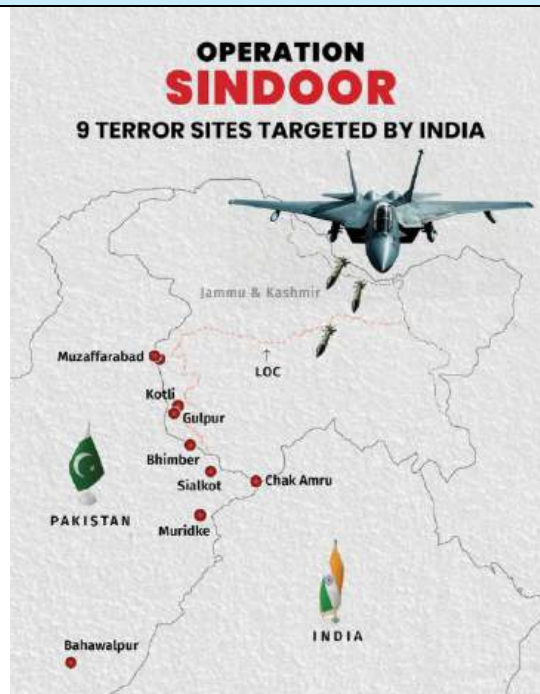 OPERATION
SINDOOR
9 TERROR SITES TARGETED BY INDIA
Jammu & Kashmir
Muzaffarabad
LOC
Kotli
Gulpur
Bhimber
Sialkot
Chak Amru
PAKISTAN
Muridke
INDIA
Bahawalpur